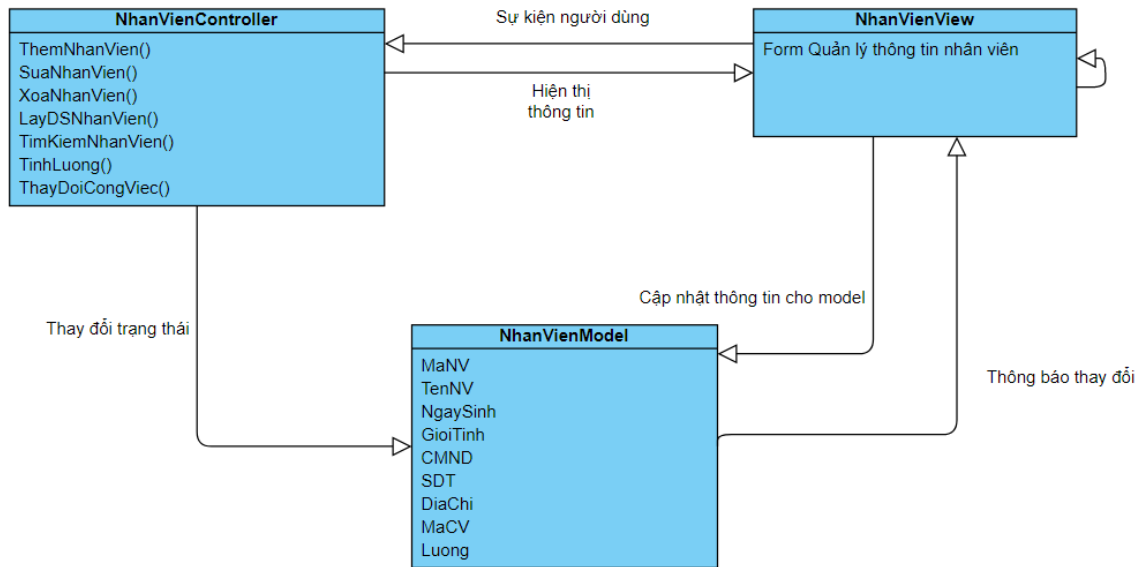 NhanVienController
ThemNhanVien()
SuaNhanVien()
XoaNhanVien()
LayDSNhanVien()
TimKiemNhanVien()
TinhLuong()
ThayDoiCongViec()
Sự kiện người dùng
Hiện thị
thông tin
NhanVienView
Form Quản lý thông tin nhân viên
Thay đổi trạng thái
Cập nhật thông tin cho model
Thông báo thay đổi
NhanVienModel
MaNV
TenNV
NgaySinh
GioiTinh
CMND
SDT
DiaChi
MaCV
Luong